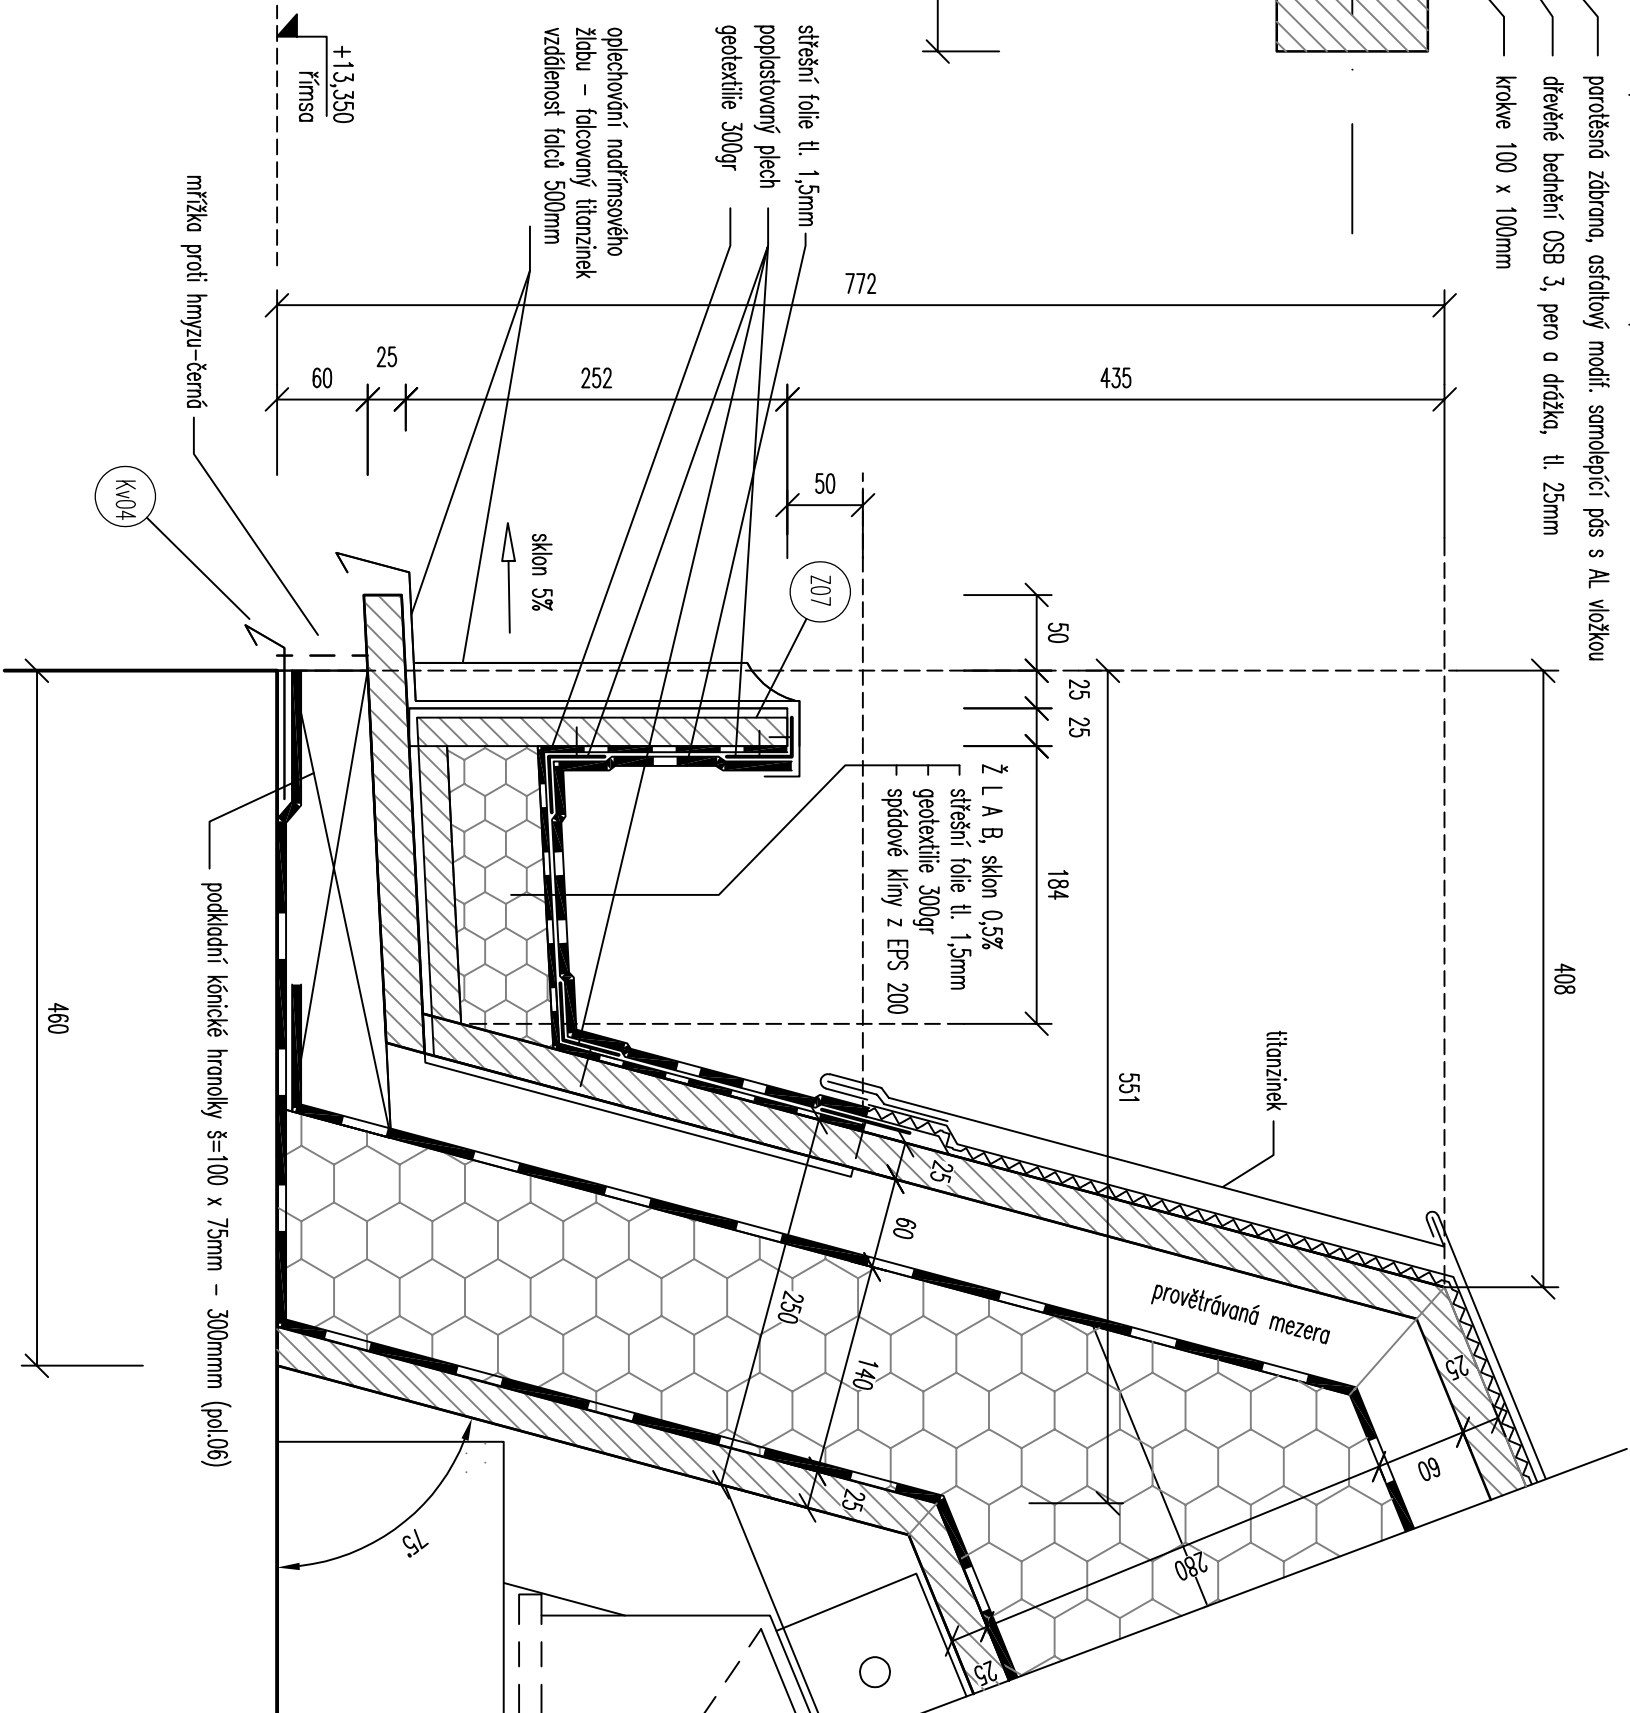 parotěsná zábrana, asfaltový modif. samolepící pás s AL vložkou
dřevěné bednění OSB 3, pero a drážka, tl. 25mm
krokve 100 x 100mm
střešní folie tl. 1,5mm
poplastovaný plech
geotextilie 300gr
oplechování nadřímsového
žlabu - falcovaný titanzinek
vzdálenost falců 500mm
+13,350
římsa
mřížka proti hmyzu-černá
Kv04
772
60
25
252
435
50
sklon 5%
Z07
50
25
25
184
Ž L A B, sklon 0,5%
střešní folie tl. 1,5mm
geotextilie 300gr
spádové klíny z EPS 200
408
551
titanzinek
460
podkladní kónické hranolky š=100 x 75mm - 300mmm (pol.06)
25
60
250
140
25
provětrávaná mezera
25
60
280
25
75°